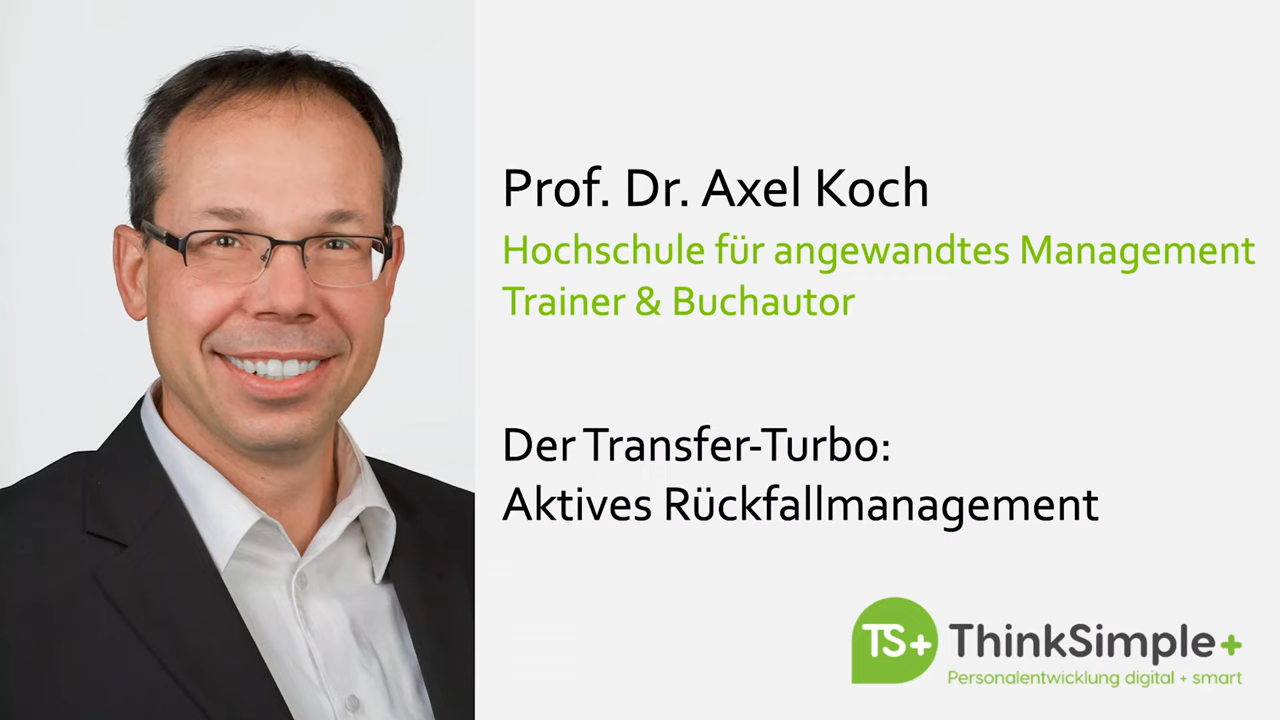 Prof. Dr. Axel Koch
Hochschule für angewandtes Management
Trainer & Buchautor
Der Transfer-Turbo:
Aktives Rückfallmanagement
TS+ ThinkSimple+
Personalentwicklung digital + smart